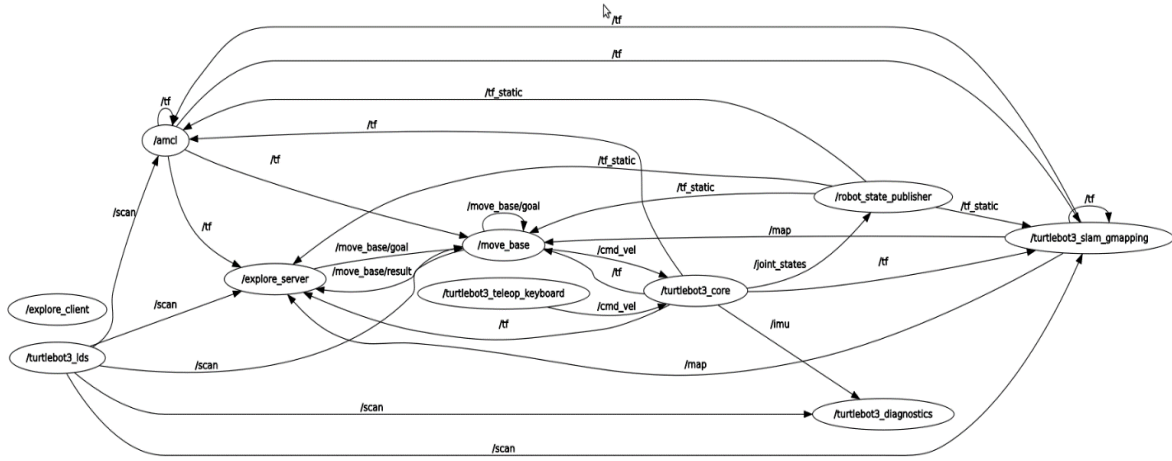 /tf
/tf
/tf
/tf_static
/tf
/amcl
/tf
/tf_static
/tf_static
/robot_state_publisher
/tf_static
/tf
/scan
/move_base/goal
/tf
/map
/turtlebot3_slam_gmapping
/move_base
/cmd_vel
/move_base/goal
/joint_states
/tf
/explore_server
/move_base/result
/tf
/turtlebot3_teleop_keyboard
/turtlebot3_core
/explore_client
/scan
/cmd_vel
/tf
/imu
/turtlebot3_lds
/scan
/map
/scan
/turtlebot3_diagnostics
/scan